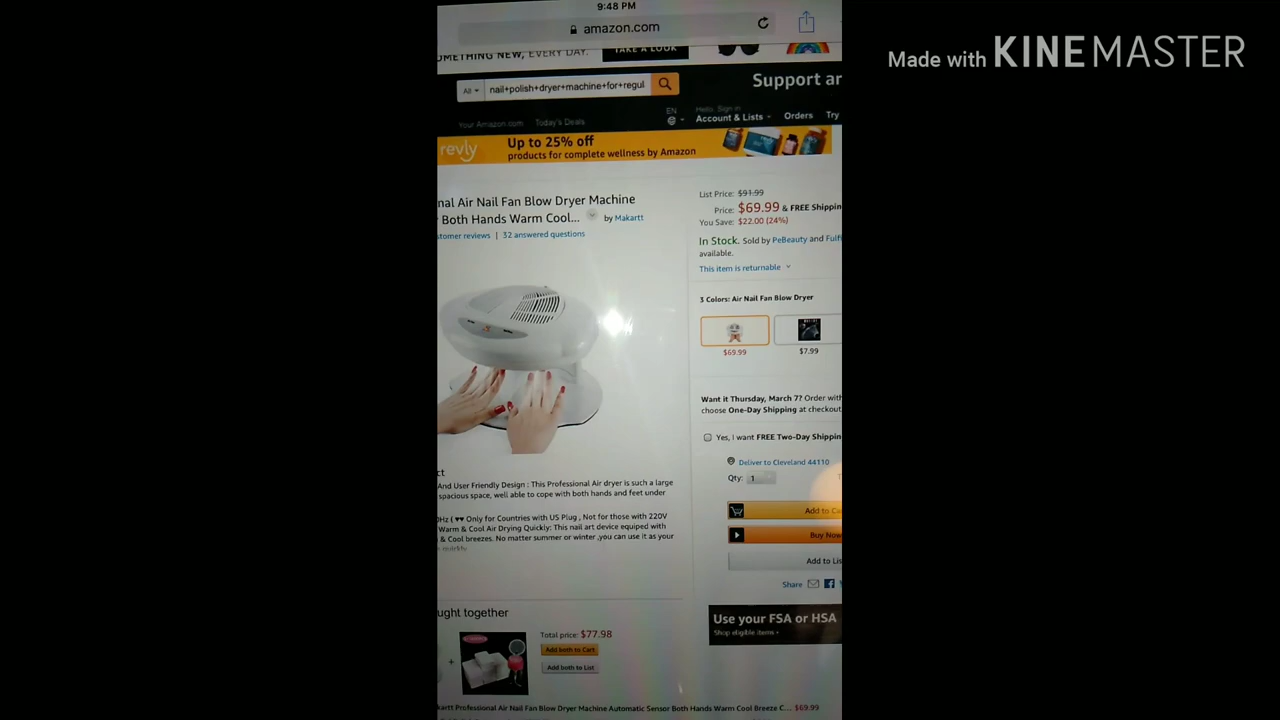 9:48 PM
amazon.com
Made with KINEMASTER
OMETHING NEW, EVERY DAY.
TAKE A LOOK
All
nail+polish+dryer+machine+for+regul
Support ar
EN
Hello, Sign in
Your Amazon.com
Today's Deals
Account & Lists
Orders
Try
revly
Up to 25% off
products for complete wellness by Amazon
nal Air Nail Fan Blow Dryer Machine
Both Hands Warm Cool...
by Makartt
stomer reviews | 32 answered questions
List Price: $91.99
Price: $69.99 & FREE Shippin
You Save: $22.00 (24%)
In Stock. Sold by PeBeauty and Fulf
available.
This item is returnable
3 Colors: Air Nail Fan Blow Dryer
$69.99
$7.99
Want it Thursday, March 7? Order with
choose One-Day Shipping at checkout
Yes, I want FREE Two-Day Shippin
Deliver to Cleveland 44110
Qty: 1
Add to Ca
Buy Now
Add to Lis
Share
ct
And User Friendly Design : This Professional Air dryer is such a large
spacious space, well able to cope with both hands and feet under
0Hz ( ♥♥ Only for Countries with US Plug , Not for those with 220V
Warm & Cool Air Drying Quickly: This nail art device equiped with
& Cool breezes. No matter summer or winter ,you can use it as your
quickly
Use your FSA or HSA
Shop eligible items
ught together
+
Total price: $77.98
Add both to Cart
Add both to List
kartt Professional Air Nail Fan Blow Dryer Machine Automatic Sensor Both Hands Warm Cool Breeze C... $69.99